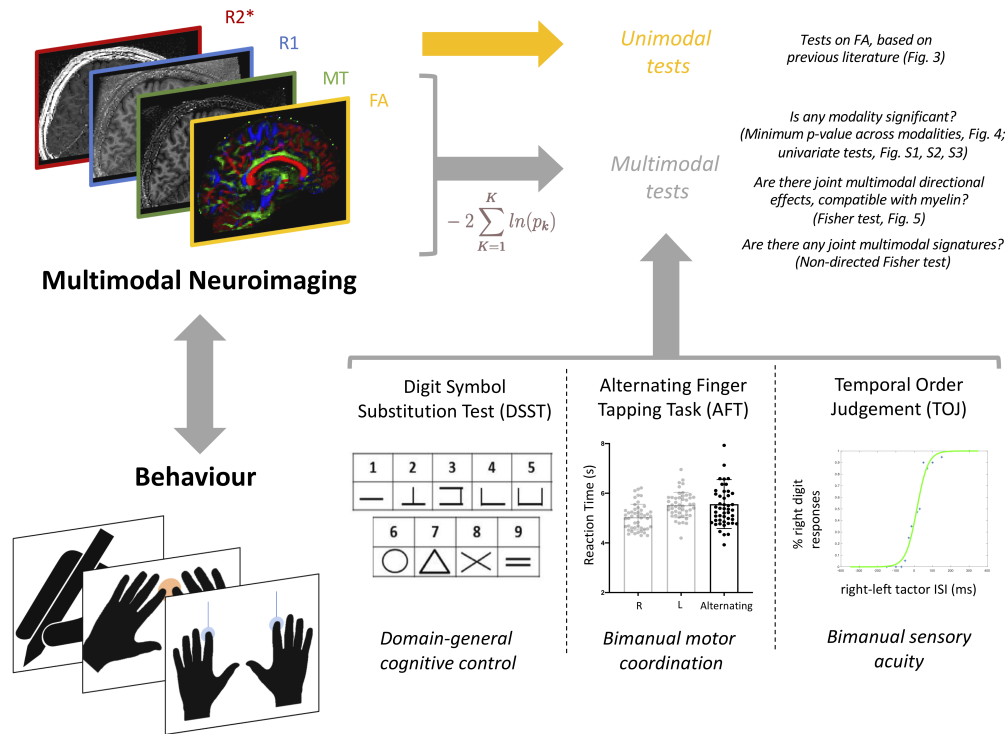 R2*
R1
MT
FA
Multimodal Neuroimaging
Behaviour
Unimodal
tests
Tests on FA, based on
previous literature (Fig. 3)
Multimodal
tests
− 2 K ∑ K=1 ln(pk)
Is any modality significant?
(Minimum p-value across modalities, Fig. 4;
univariate tests, Fig. S1, S2, S3)
Are there joint multimodal directional
effects, compatible with myelin?
(Fisher test, Fig. 5)
Are there any joint multimodal signatures?
(Non-directed Fisher test)
Digit Symbol
Substitution Test (DSST)
1 2 3 4 5
6 7 8 9
Domain-general
cognitive control
Alternating Finger
Tapping Task (AFT)
Reaction Time (s)
8
6
4
2
R L Alternating
Bimanual motor
coordination
Temporal Order
Judgement (TOJ)
% right digit
responses
right-left tactor ISI (ms)
Bimanual sensory
acuity